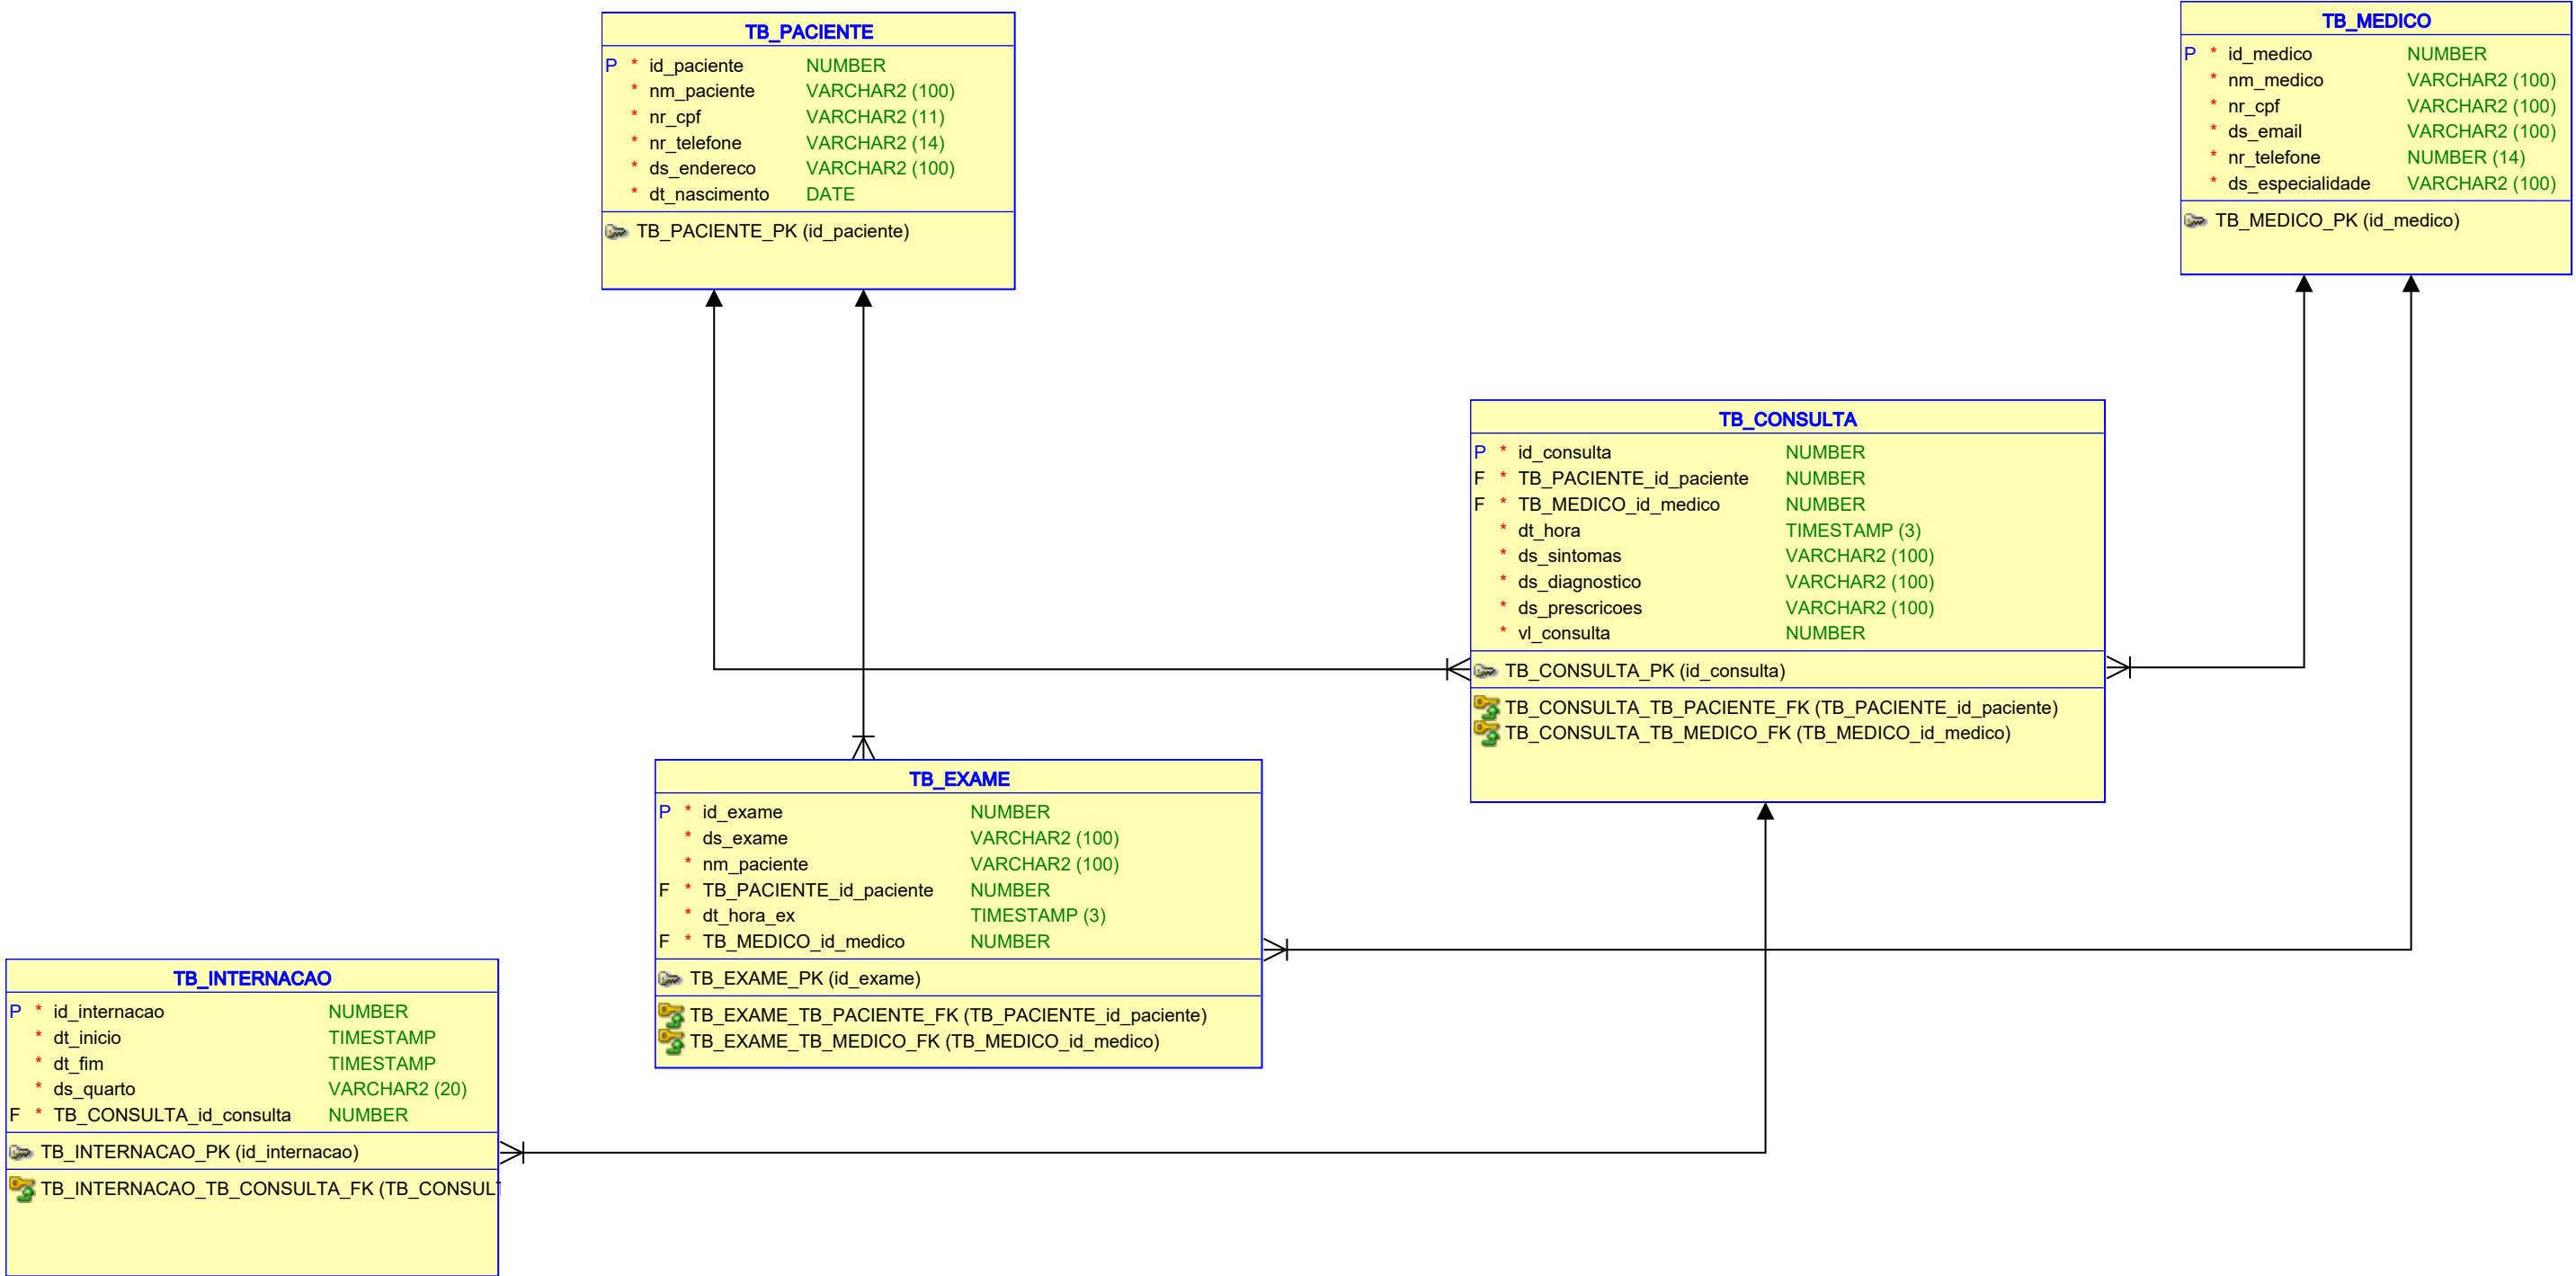 TB_PACIENTE
P * id_paciente NUMBER
* nm_paciente VARCHAR2 (100)
* nr_cpf VARCHAR2 (11)
* nr_telefone VARCHAR2 (14)
* ds_endereco VARCHAR2 (100)
* dt_nascimento DATE
TB_PACIENTE_PK (id_paciente)
TB_MEDICO
P * id_medico NUMBER
* nm_medico VARCHAR2 (100)
* nr_cpf VARCHAR2 (100)
* ds_email VARCHAR2 (100)
* nr_telefone NUMBER (14)
* ds_especialidade VARCHAR2 (100)
TB_MEDICO_PK (id_medico)
TB_CONSULTA
P * id_consulta NUMBER
F * TB_PACIENTE_id_paciente NUMBER
F * TB_MEDICO_id_medico NUMBER
* dt_hora TIMESTAMP (3)
* ds_sintomas VARCHAR2 (100)
* ds_diagnostico VARCHAR2 (100)
* ds_prescricoes VARCHAR2 (100)
* vl_consulta NUMBER
TB_CONSULTA_PK (id_consulta)
TB_CONSULTA_TB_PACIENTE_FK (TB_PACIENTE_id_paciente)
TB_CONSULTA_TB_MEDICO_FK (TB_MEDICO_id_medico)
TB_EXAME
P * id_exame NUMBER
* ds_exame VARCHAR2 (100)
* nm_paciente VARCHAR2 (100)
F * TB_PACIENTE_id_paciente NUMBER
* dt_hora_ex TIMESTAMP (3)
F * TB_MEDICO_id_medico NUMBER
TB_EXAME_PK (id_exame)
TB_EXAME_TB_PACIENTE_FK (TB_PACIENTE_id_paciente)
TB_EXAME_TB_MEDICO_FK (TB_MEDICO_id_medico)
TB_INTERNACAO
P * id_internacao NUMBER
* dt_inicio TIMESTAMP
* dt_fim TIMESTAMP
* ds_quarto VARCHAR2 (20)
F * TB_CONSULTA_id_consulta NUMBER
TB_INTERNACAO_PK (id_internacao)
TB_INTERNACAO_TB_CONSULTA_FK (TB_CONSULT